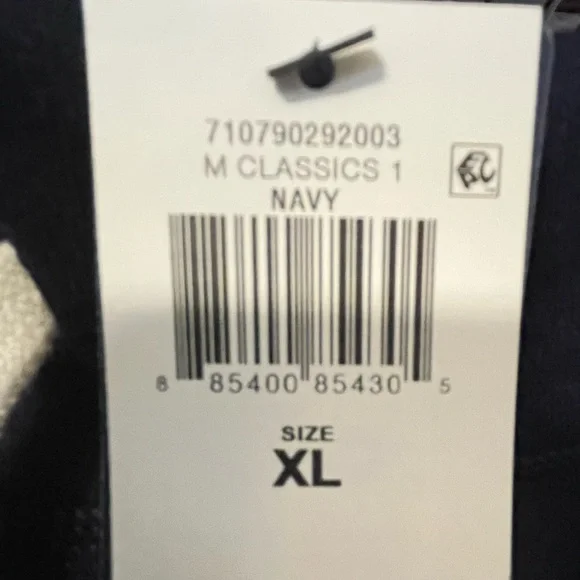 710790292003
M CLASSICS 1
NAVY
8 85400 85430 5
SIZE
XL